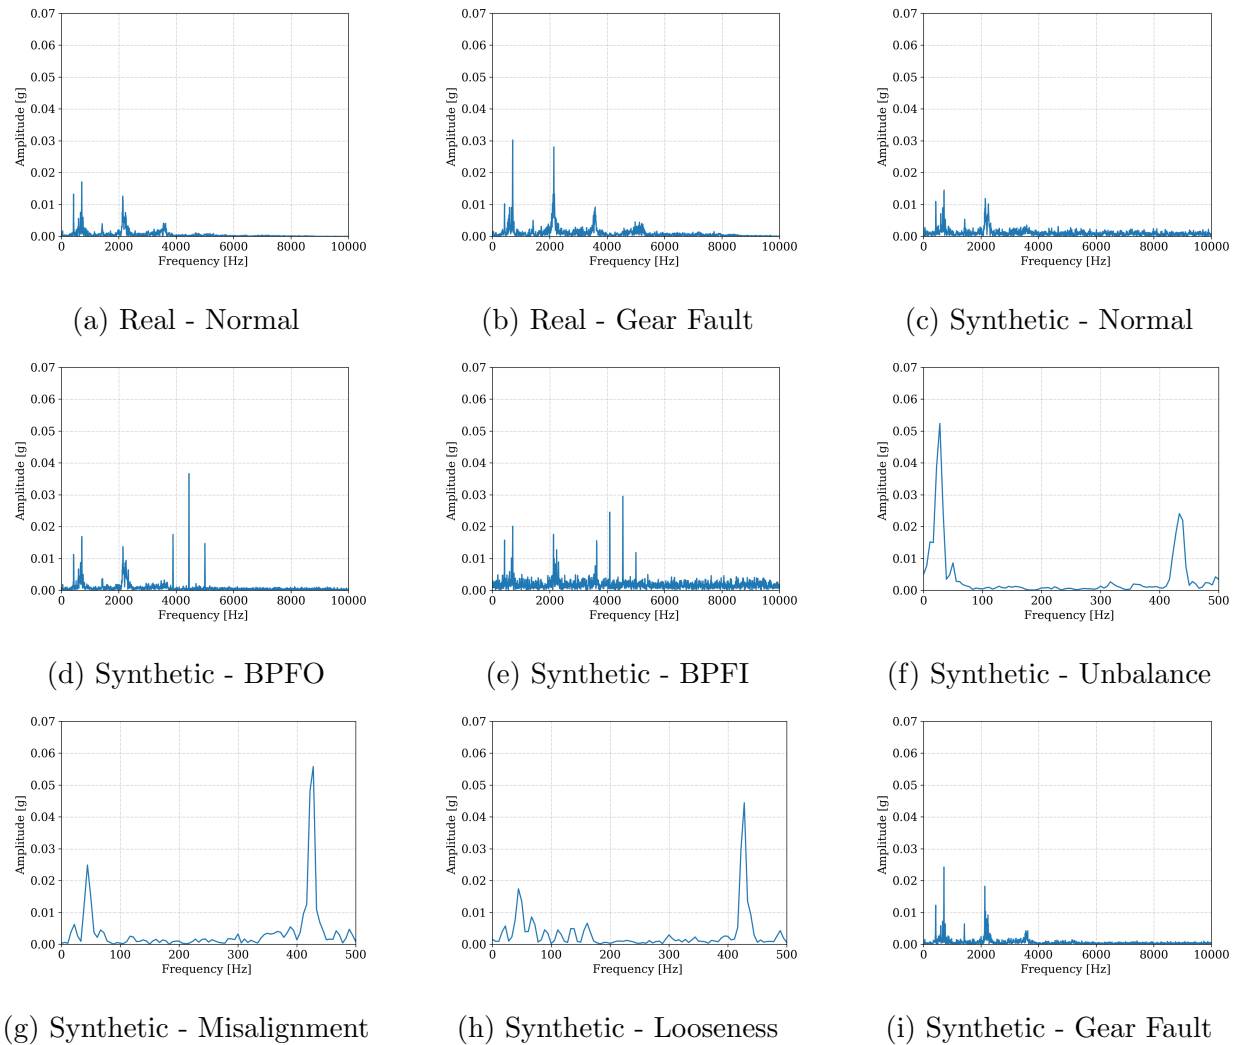 0.07 0.07 0.07
0.06 0.06 0.06
0.05 0.05 0.05
0.04 0.04 0.04
0.03 0.03 0.03
0.02 0.02 0.02
0.01 0.01 0.01
0.00 0.00 0.00
Amplitude [g] Amplitude [g] Amplitude [g]
0 2000 4000 6000 8000 10000 0 2000 4000 6000 8000 10000 0 2000 4000 6000 8000 10000
Frequency [Hz] Frequency [Hz] Frequency [Hz]
(a) Real - Normal (b) Real - Gear Fault (c) Synthetic - Normal
0.07 0.07 0.07
0.06 0.06 0.06
0.05 0.05 0.05
0.04 0.04 0.04
0.03 0.03 0.03
0.02 0.02 0.02
0.01 0.01 0.01
0.00 0.00 0.00
Amplitude [g] Amplitude [g] Amplitude [g]
0 2000 4000 6000 8000 10000 0 2000 4000 6000 8000 10000 0 100 200 300 400 500
Frequency [Hz] Frequency [Hz] Frequency [Hz]
(d) Synthetic - BPFO (e) Synthetic - BPFI (f) Synthetic - Unbalance
0.07 0.07 0.07
0.06 0.06 0.06
0.05 0.05 0.05
0.04 0.04 0.04
0.03 0.03 0.03
0.02 0.02 0.02
0.01 0.01 0.01
0.00 0.00 0.00
Amplitude [g] Amplitude [g] Amplitude [g]
0 100 200 300 400 500 0 100 200 300 400 500 0 2000 4000 6000 8000 10000
Frequency [Hz] Frequency [Hz] Frequency [Hz]
(g) Synthetic - Misalignment (h) Synthetic - Looseness (i) Synthetic - Gear Fault